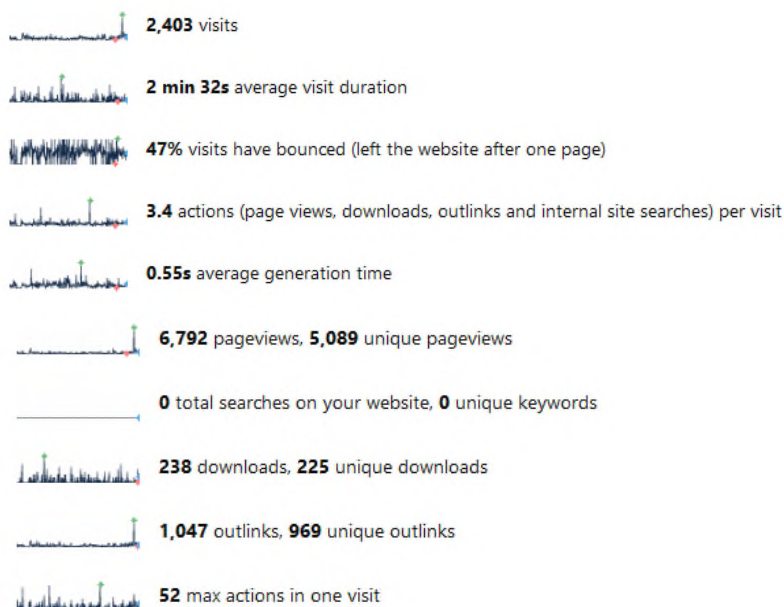 2,403 visits
2 min 32s average visit duration
47% visits have bounced (left the website after one page)
3.4 actions (page views, downloads, outlinks and internal site searches) per visit
0.55s average generation time
6,792 pageviews, 5,089 unique pageviews
0 total searches on your website, 0 unique keywords
238 downloads, 225 unique downloads
1,047 outlinks, 969 unique outlinks
52 max actions in one visit